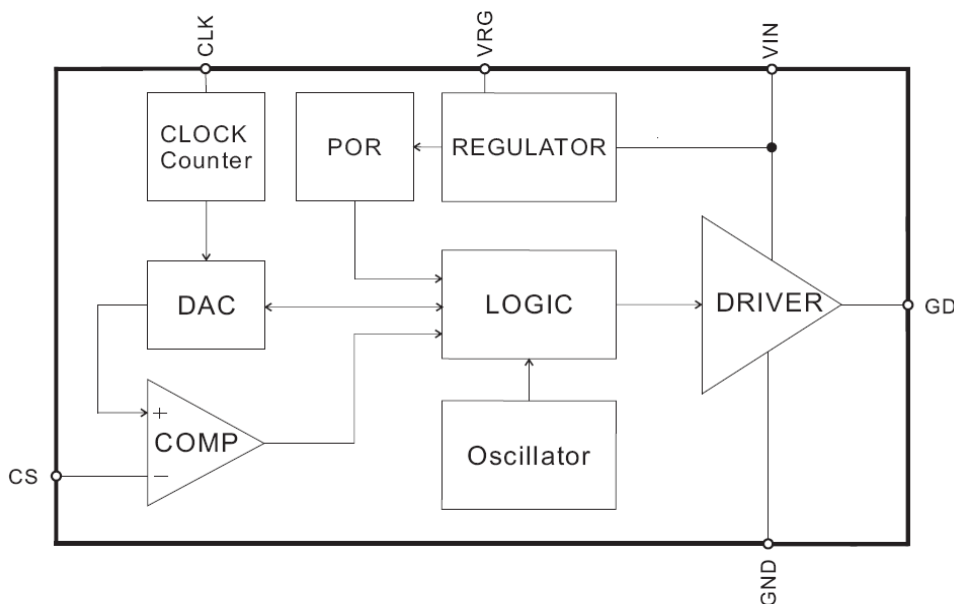 CLK
VRG
VIN
CLOCK
Counter
POR
REGULATOR
DAC
LOGIC
DRIVER
GD
+
COMP
−
Oscillator
CS
GND